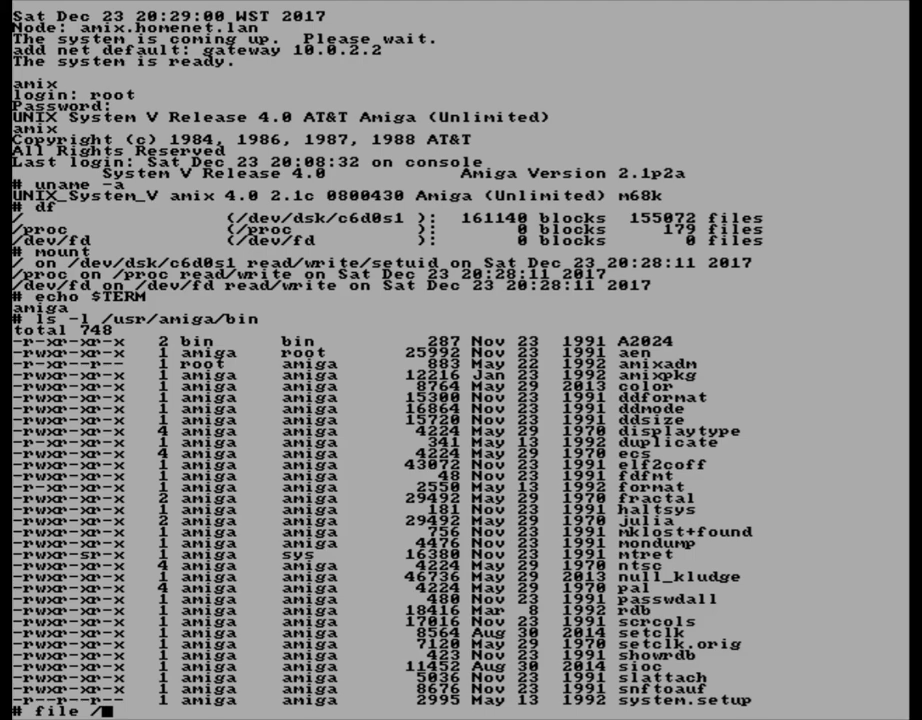 Sat Dec 23 20:29:00 WST 2017
Node: amix.homenet.lan
The system is coming up.  Please wait.
add net default: gateway 10.0.2.2
The system is ready.

amix
login: root
Password:
UNIX System V Release 4.0 AT&T Amiga (Unlimited)
amix
Copyright (c) 1984, 1986, 1987, 1988 AT&T
All Rights Reserved
Last login: Sat Dec 23 20:08:32 on console
          System V Release 4.0               Amiga Version 2.1p2a
# uname -a
UNIX_System_V amix 4.0 2.1c 0800430 Amiga (Unlimited) m68k
# df
/                  (/dev/dsk/c6d0s1 ):   161140 blocks   155072 files
/proc              (/proc           ):        0 blocks      179 files
/dev/fd            (/dev/fd         ):        0 blocks        0 files
# mount
/ on /dev/dsk/c6d0s1 read/write/setuid on Sat Dec 23 20:28:11 2017
/proc on /proc read/write on Sat Dec 23 20:28:11 2017
/dev/fd on /dev/fd read/write on Sat Dec 23 20:28:11 2017
# echo $TERM
amiga
# ls -l /usr/amiga/bin
total 748
-r-xr-xr-x   2 bin      bin          287 Nov 23  1991 A2024
-rwxr-xr-x   1 amiga    root       25992 Nov 23  1991 aen
-r-xr--r--   1 root     amiga        883 May 22  1992 amixadm
-rwxr-xr-x   1 amiga    amiga      12216 Jan 23  1992 amixpkg
-rwxr-xr-x   1 amiga    amiga       8764 May 29  2013 color
-rwxr-xr-x   1 amiga    amiga      15300 Nov 23  1991 ddformat
-rwxr-xr-x   1 amiga    amiga      16864 Nov 23  1991 ddmode
-rwxr-xr-x   1 amiga    amiga      15720 Nov 23  1991 ddsize
-rwxr-xr-x   4 amiga    amiga       4224 May 29  1970 displaytype
-r-xr-xr-x   1 amiga    amiga        341 May 13  1992 duplicate
-rwxr-xr-x   4 amiga    amiga       4224 May 29  1970 ecs
-rwxr-xr-x   1 amiga    amiga      43072 Nov 23  1991 elf2coff
-rwxr-xr-x   1 amiga    amiga         48 Nov 23  1991 fdfmt
-rwxr-xr-x   1 amiga    amiga       2550 May 13  1992 format
-rwxr-xr-x   2 amiga    amiga      29492 May 29  1970 fractal
-rwxr-xr-x   1 amiga    amiga        181 Nov 23  1991 haltsys
-rwxr-xr-x   2 amiga    amiga      29492 May 29  1970 julia
-rwxr-xr-x   1 amiga    amiga        756 Nov 23  1991 mklost+found
-rwxr-xr-x   1 amiga    amiga       4476 Nov 23  1991 mondump
-rwxr-sr-x   1 amiga    sys        16380 Nov 23  1991 mtret
-rwxr-xr-x   4 amiga    amiga       4224 May 29  1970 ntsc
-rwxr-xr-x   1 amiga    amiga      46736 May 29  2013 null_kludge
-rwxr-xr-x   4 amiga    amiga       4224 May 29  1970 pal
-rwxr-xr-x   1 amiga    amiga        480 Nov 23  1991 passwdall
-rwxr-xr-x   1 amiga    amiga      18416 Mar  8  1992 rdb
-rwxr-xr-x   1 amiga    amiga      17016 Nov 23  1991 scrcols
-rwxr-xr-x   1 amiga    amiga       8564 Aug 30  2014 setclk
-rwxr-xr-x   1 amiga    amiga       7120 May 29  1970 setclk.orig
-rwxr-xr-x   1 amiga    amiga        423 Nov 23  1991 showrdb
-rwxr-xr-x   1 amiga    amiga      11452 Aug 30  2014 sioc
-rwxr-xr-x   1 amiga    amiga       5036 Nov 23  1991 slattach
-rwxr-xr-x   1 amiga    amiga       8676 Nov 23  1991 snftoauf
-r--r--r--   1 amiga    amiga       2995 May 13  1992 system.setup
# file /